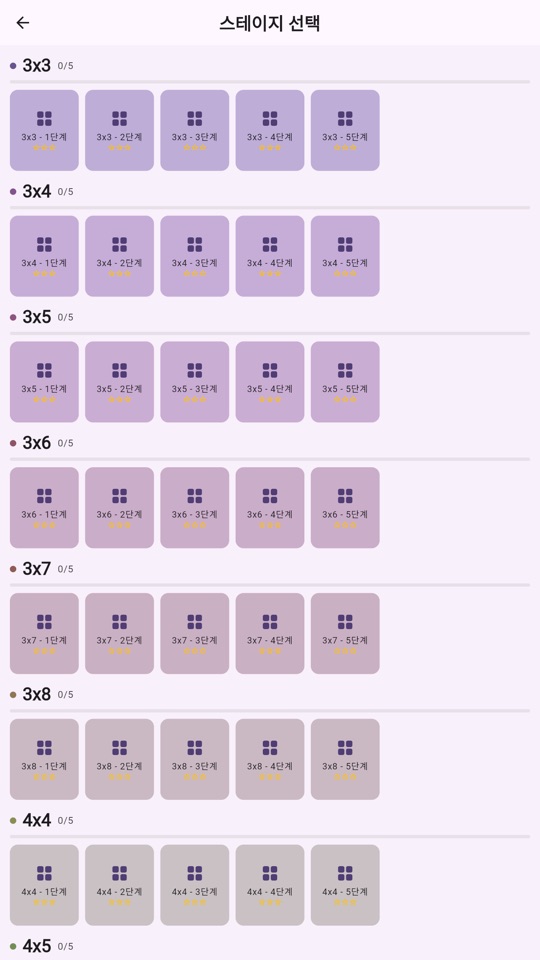 스테이지 선택
3x3 0/5
3x3 - 1단계 3x3 - 2단계 3x3 - 3단계 3x3 - 4단계 3x3 - 5단계
3x4 0/5
3x4 - 1단계 3x4 - 2단계 3x4 - 3단계 3x4 - 4단계 3x4 - 5단계
3x5 0/5
3x5 - 1단계 3x5 - 2단계 3x5 - 3단계 3x5 - 4단계 3x5 - 5단계
3x6 0/5
3x6 - 1단계 3x6 - 2단계 3x6 - 3단계 3x6 - 4단계 3x6 - 5단계
3x7 0/5
3x7 - 1단계 3x7 - 2단계 3x7 - 3단계 3x7 - 4단계 3x7 - 5단계
3x8 0/5
3x8 - 1단계 3x8 - 2단계 3x8 - 3단계 3x8 - 4단계 3x8 - 5단계
4x4 0/5
4x4 - 1단계 4x4 - 2단계 4x4 - 3단계 4x4 - 4단계 4x4 - 5단계
4x5 0/5